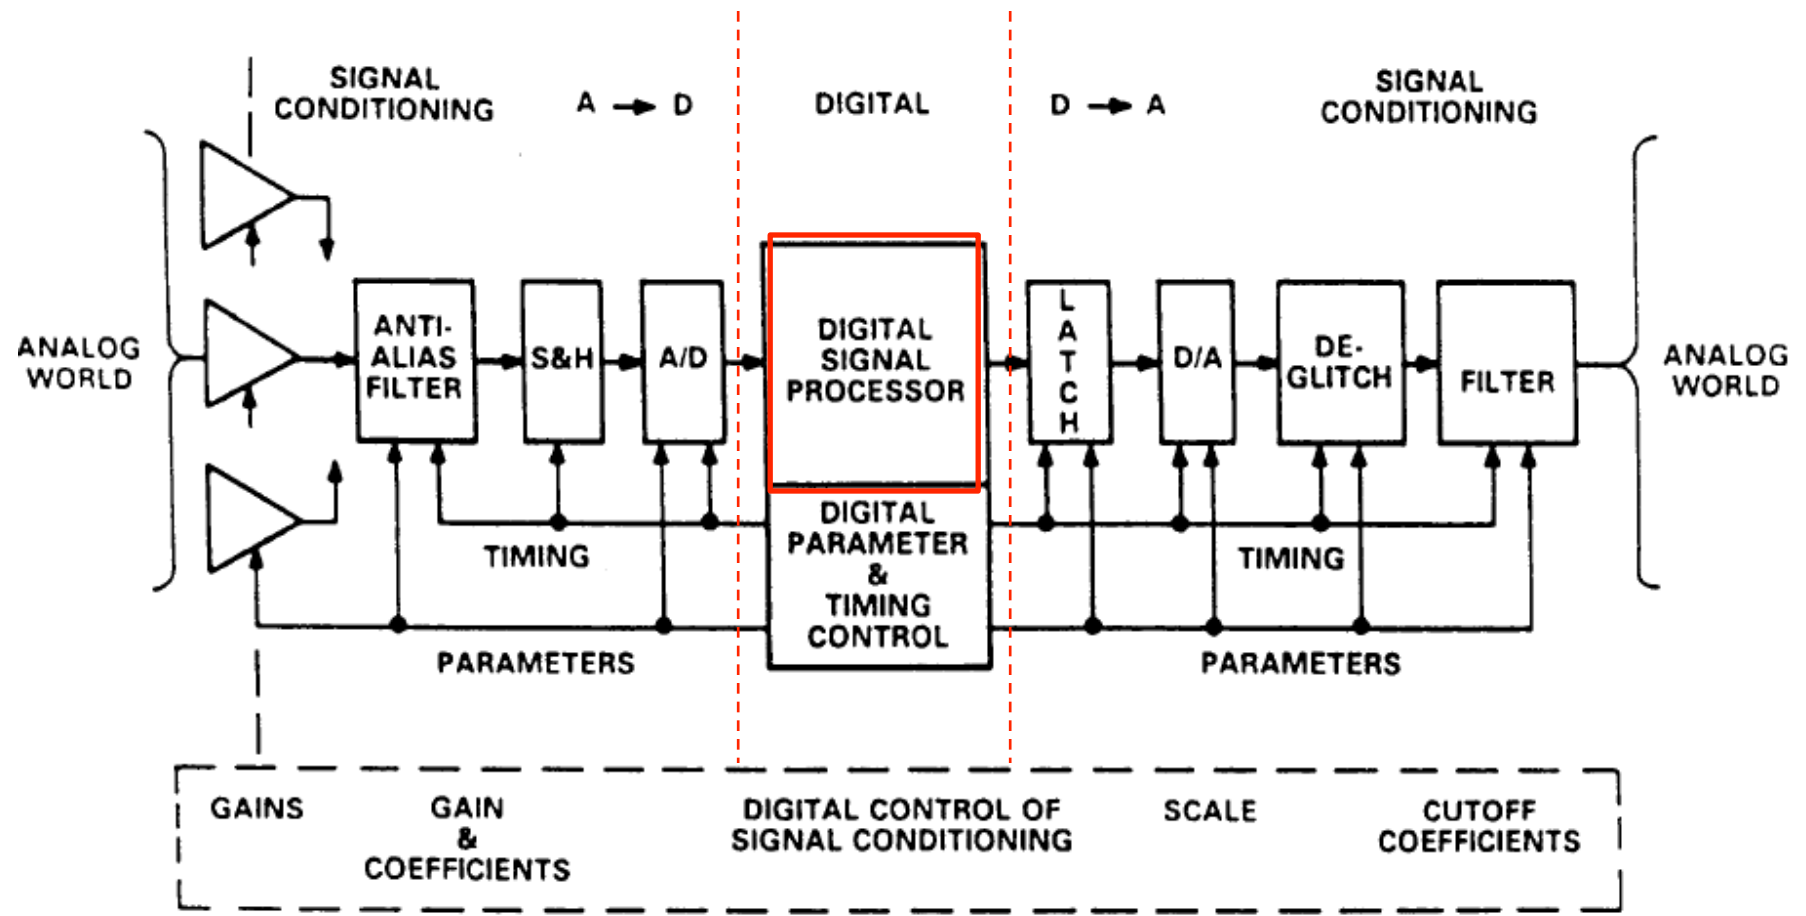 SIGNAL
CONDITIONING
A → D
DIGITAL
D → A
SIGNAL
CONDITIONING
ANALOG
WORLD
ANTI-
ALIAS
FILTER
S&H
A/D
DIGITAL
SIGNAL
PROCESSOR
L
A
T
C
H
D/A
DE-
GLITCH
FILTER
ANALOG
WORLD
TIMING
DIGITAL
PARAMETER
&
TIMING
CONTROL
TIMING
PARAMETERS
PARAMETERS
GAINS
GAIN
&
COEFFICIENTS
DIGITAL CONTROL OF
SIGNAL CONDITIONING
SCALE
CUTOFF
COEFFICIENTS